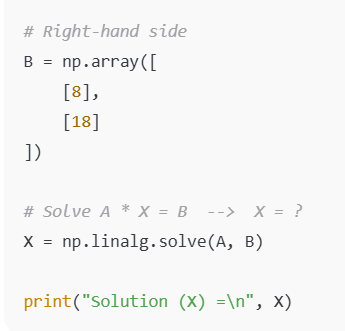 # Right-hand side
B = np.array([
    [8],
    [18]
])
# Solve A * X = B  -->  X = ?
X = np.linalg.solve(A, B)
print("Solution (X) =\n", X)